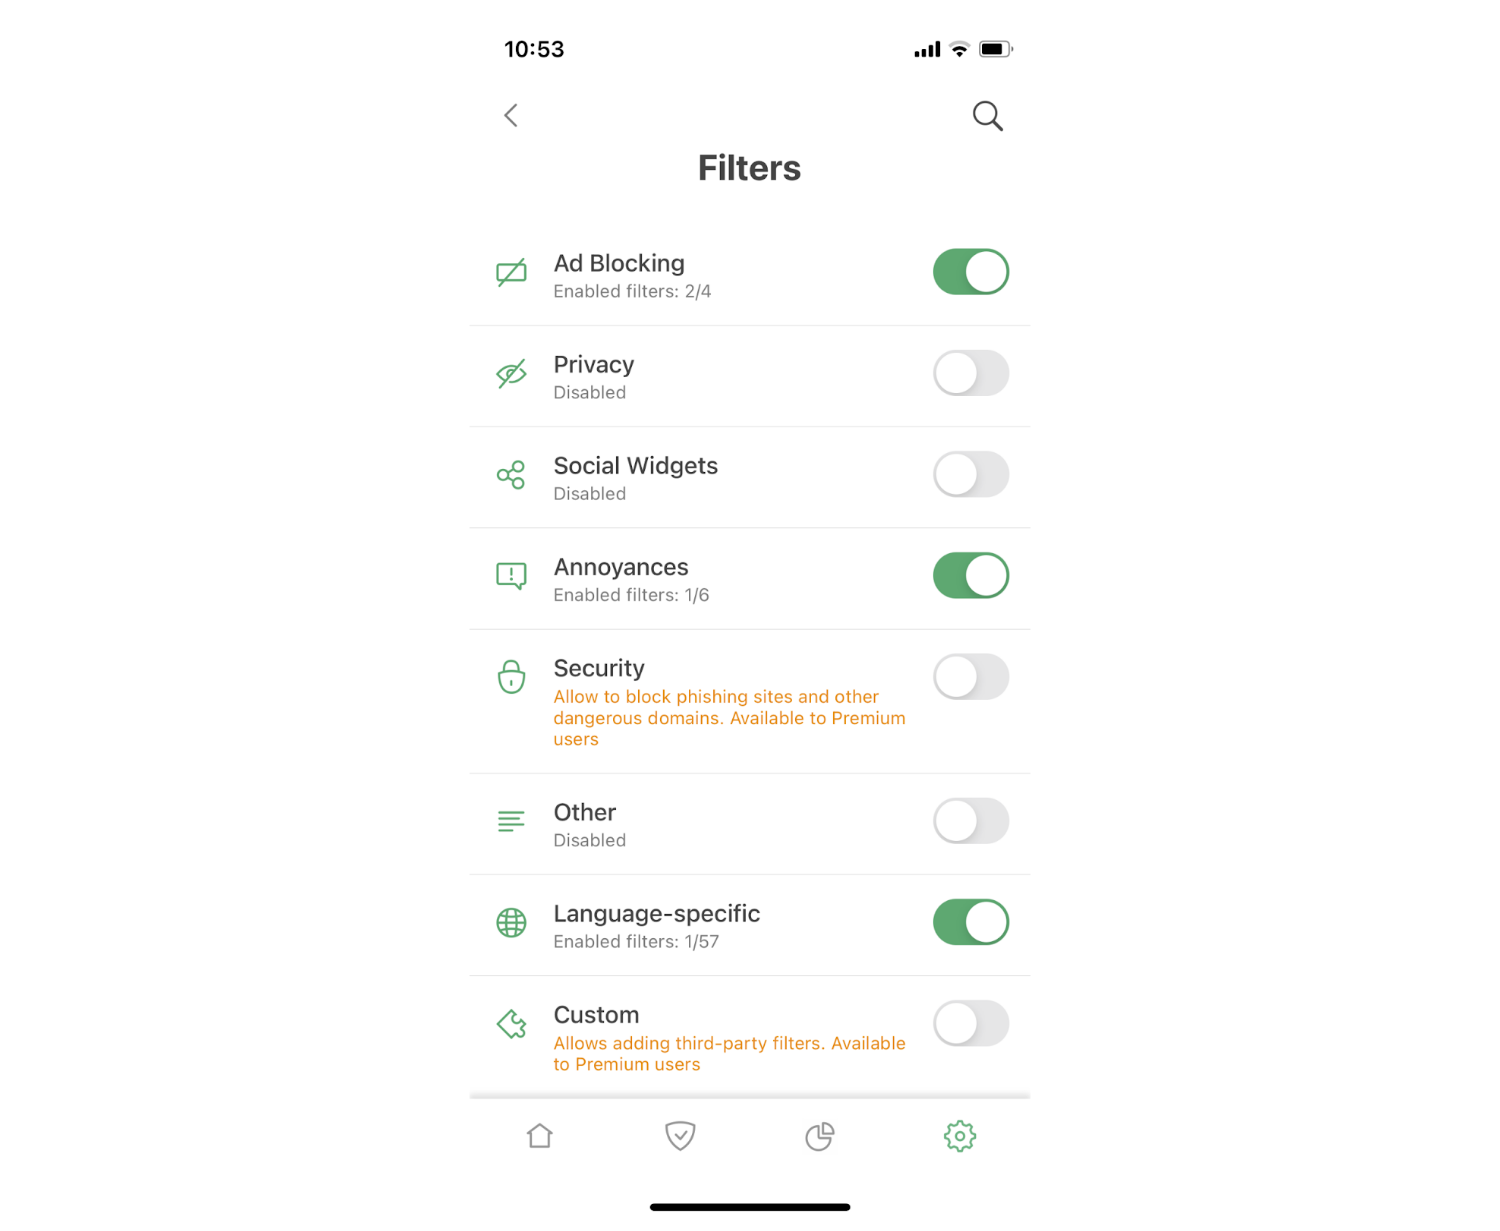 10:53
Filters
Ad Blocking
Enabled filters: 2/4
Privacy
Disabled
Social Widgets
Disabled
Annoyances
Enabled filters: 1/6
Security
Allow to block phishing sites and other
dangerous domains. Available to Premium
users
Other
Disabled
Language-specific
Enabled filters: 1/57
Custom
Allows adding third-party filters. Available
to Premium users